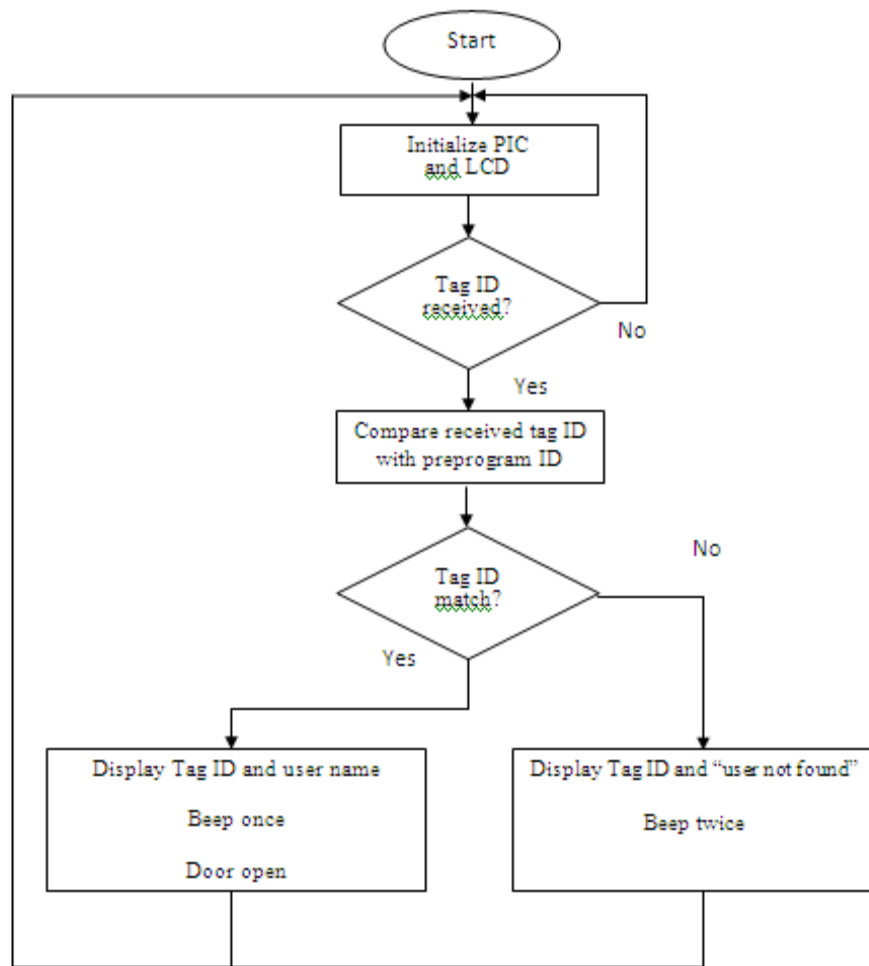 Start
Initialize PIC
and LCD
Tag ID
received?
No
Yes
Compare received tag ID
with preprogram ID
No
Tag ID
match?
Yes
Display Tag ID and user name
Beep once
Door open
Display Tag ID and “user not found”
Beep twice